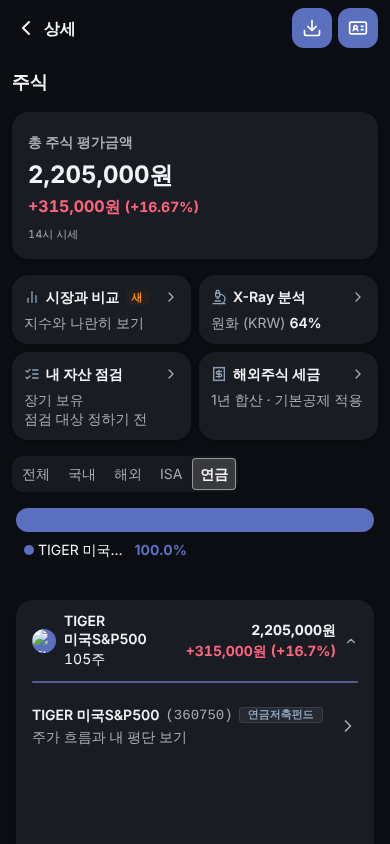 상세
주식
총 주식 평가금액
2,205,000원
+315,000원 (+16.67%)
14시 시세
시장과 비교 새
지수와 나란히 보기
X-Ray 분석
원화 (KRW) 64%
내 자산 점검
장기 보유
점검 대상 정하기 전
해외주식 세금
1년 합산 · 기본공제 적용
전체 국내 해외 ISA 연금
TIGER 미국... 100.0%
TIGER
미국S&P500
105주
2,205,000원
+315,000원 (+16.7%)
TIGER 미국S&P500 (360750) 연금저축펀드
주가 흐름과 내 평단 보기